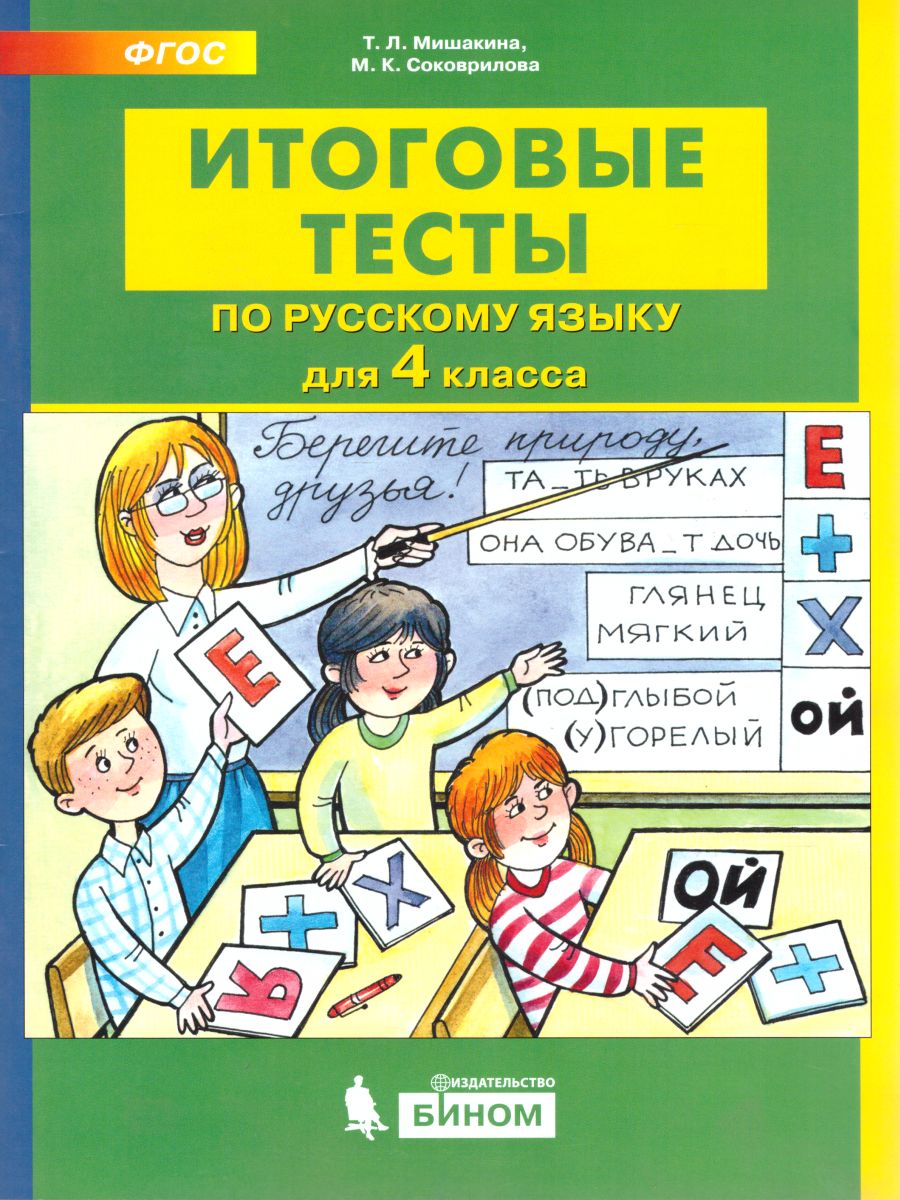 ФГОС
Т. Л. Мишакина,
М. К. Соковрилова
ИТОГОВЫЕ
ТЕСТЫ
ПО РУССКОМУ ЯЗЫКУ
для 4 класса
Берегите природу,
друзья!
ТА_ТЬ В РУКАХ
Е
ОНА ОБУВА_Т ДОЧЬ
+
ГЛЯНЕЦ
МЯГКИЙ
Х
(ПОД)ГЛЫБОЙ
(У)ГОРЕЛЫЙ
ОЙ
Е
Х
+
Я
ОЙ
Е
+
ИЗДАТЕЛЬСТВО
БИНОМ